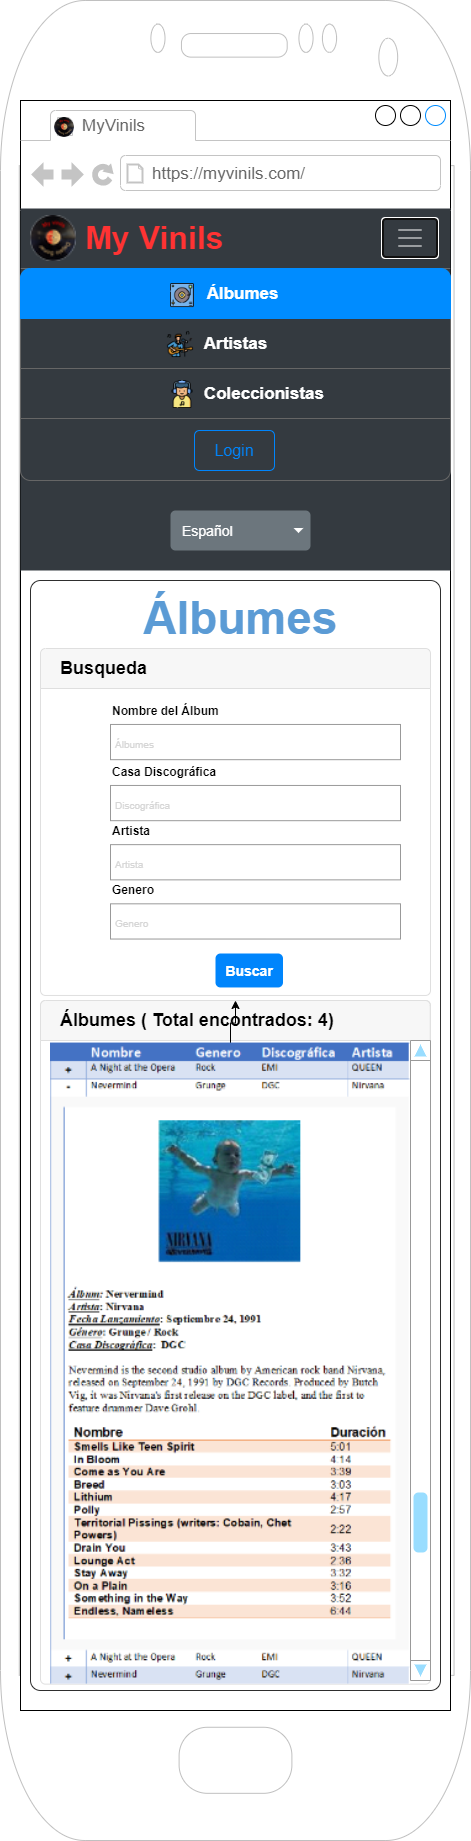 MyVinils
https://myvinils.com/
My Vinils
Álbumes
Artistas
Coleccionistas
Login
Español
Álbumes
Busqueda
Nombre del Álbum
Álbumes
Casa Discográfica
Discográfica
Artista
Artista
Genero
Genero
Buscar
Álbumes ( Total encontrados: 4)
Nombre Genero Discográfica Artista
+ A Night at the Opera Rock EMI QUEEN
- Nevermind Grunge DGC Nirvana
NIRVANA
Nevermind
Álbum: Nervermind
Artista: Nirvana
Fecha Lanzamiento: Septiembre 24, 1991
Género: Grunge / Rock
Casa Discográfica: DGC
Nevermind is the second studio album by American rock band Nirvana,
released on September 24, 1991 by DGC Records. Produced by Butch
Vig, it was Nirvana's first release on the DGC label, and the first to
feature drummer Dave Grohl.
Nombre Duración
Smells Like Teen Spirit 5:01
In Bloom 4:14
Come as You Are 3:39
Breed 3:03
Lithium 4:17
Polly 2:57
Territorial Pissings (writers: Cobain, Chet
Powers) 2:22
Drain You 3:43
Lounge Act 2:36
Stay Away 3:32
On a Plain 3:16
Something in the Way 3:52
Endless, Nameless 6:44
+ A Night at the Opera Rock EMI QUEEN
+ Nevermind Grunge DGC Nirvana